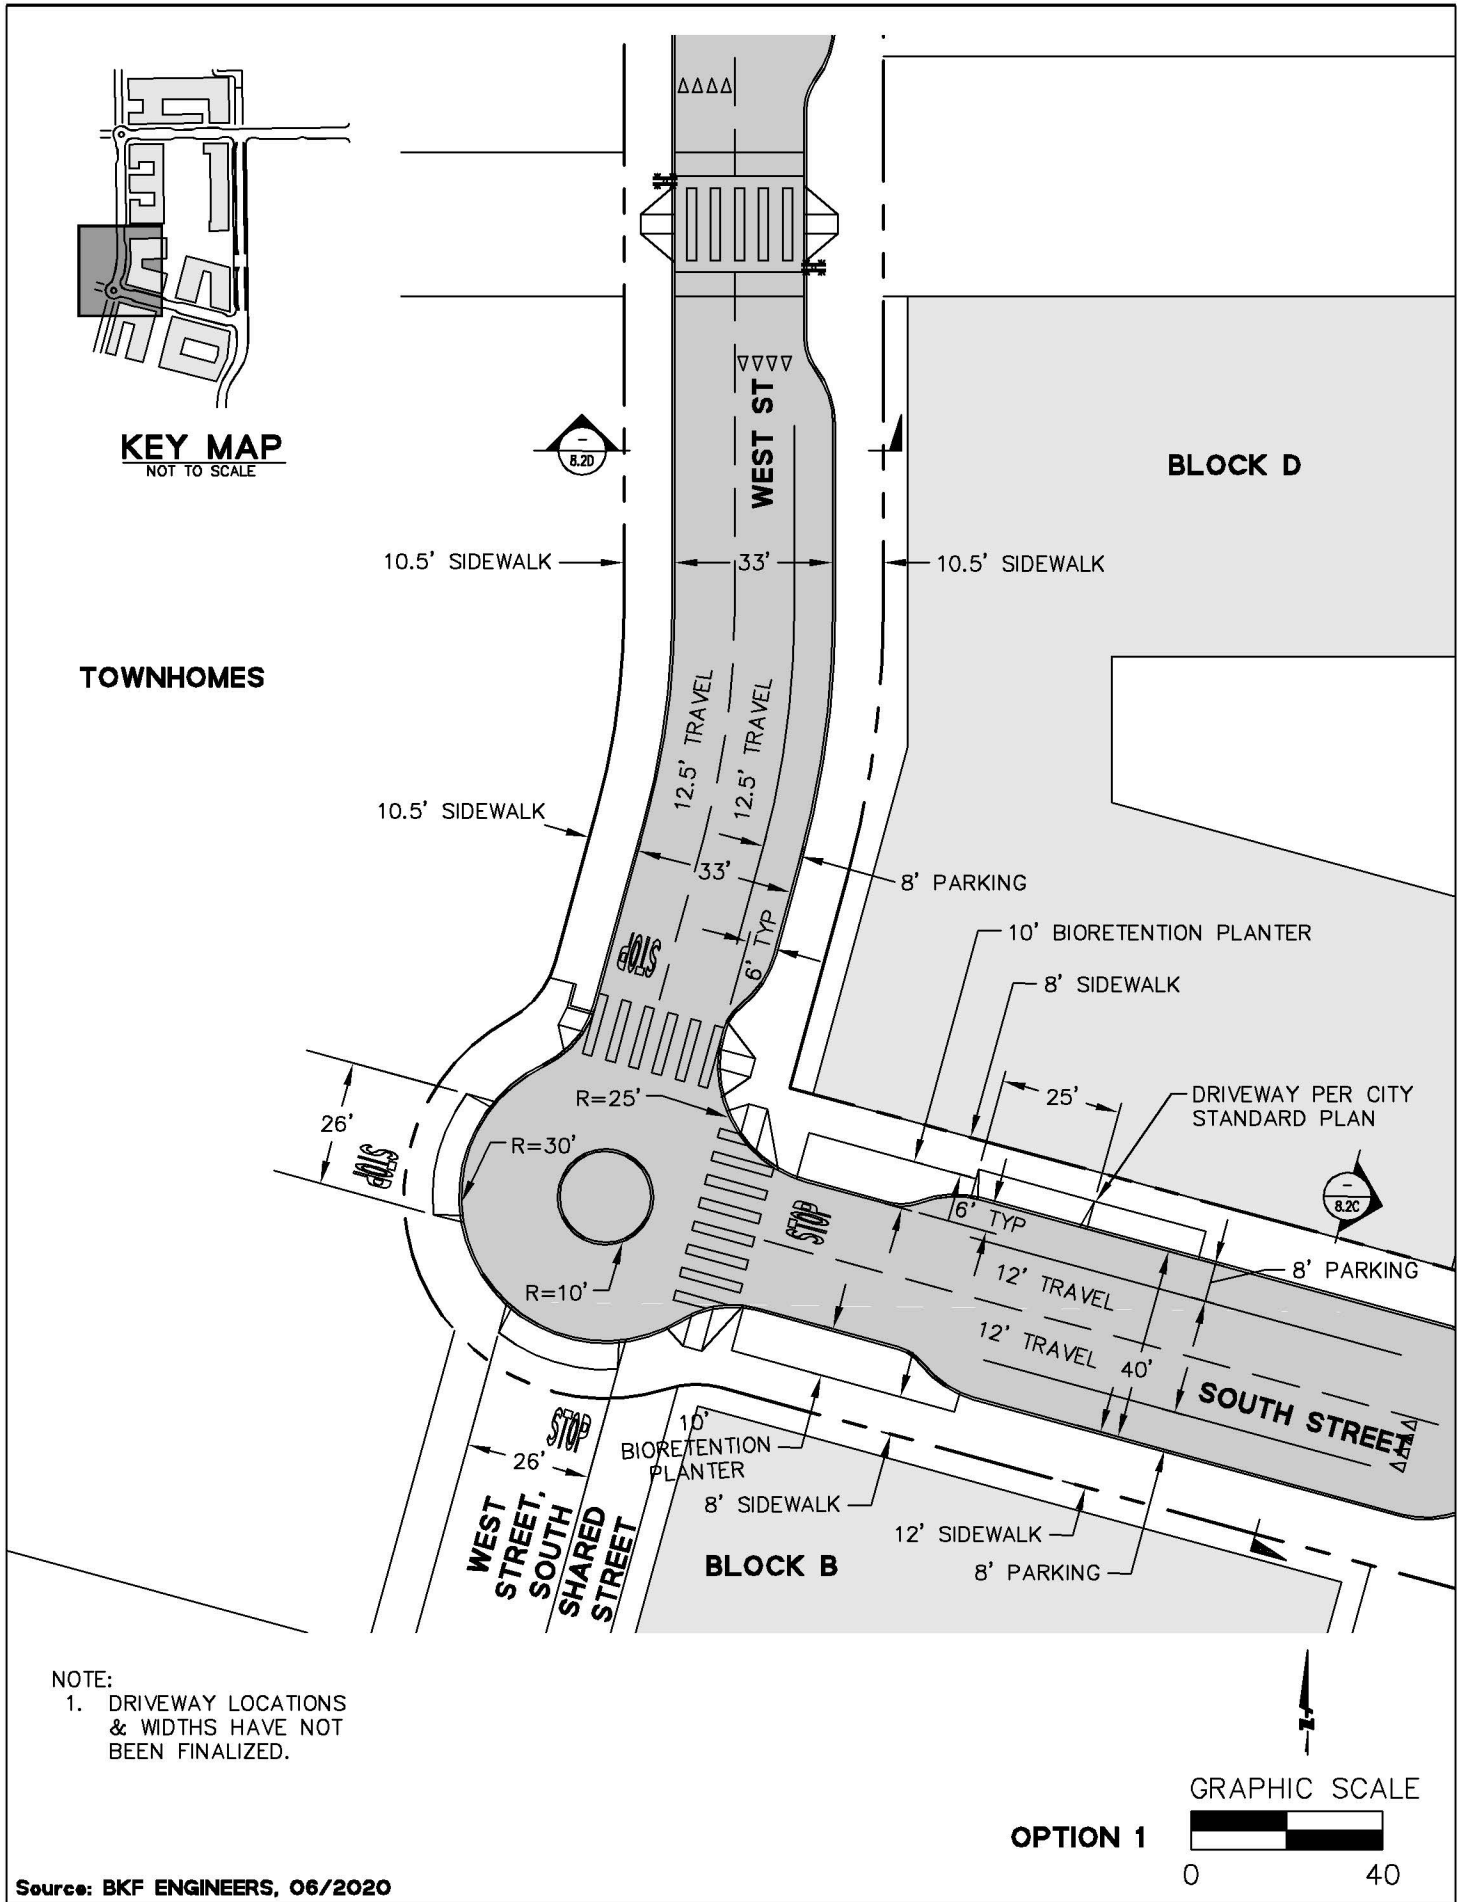 KEY MAP
NOT TO SCALE
8.2D
WEST ST
BLOCK D
10.5' SIDEWALK
33'
10.5' SIDEWALK
TOWNHOMES
12.5' TRAVEL
12.5' TRAVEL
10.5' SIDEWALK
33'
8' PARKING
6' TYP
10' BIORETENTION PLANTER
STOP
8' SIDEWALK
25'
DRIVEWAY PER CITY
STANDARD PLAN
R=25'
26'
STOP
R=30'
8.2C
STOP
6' TYP
8' PARKING
12' TRAVEL
R=10'
12' TRAVEL
40'
SOUTH STREET
STOP
26'
10'
BIORETENTION
PLANTER
8' SIDEWALK
12' SIDEWALK
8' PARKING
WEST
STREET,
SOUTH
SHARED
STREET
BLOCK B
NOTE:
1. DRIVEWAY LOCATIONS
& WIDTHS HAVE NOT
BEEN FINALIZED.
Z
GRAPHIC SCALE
OPTION 1
0 40
Source: BKF ENGINEERS, 06/2020